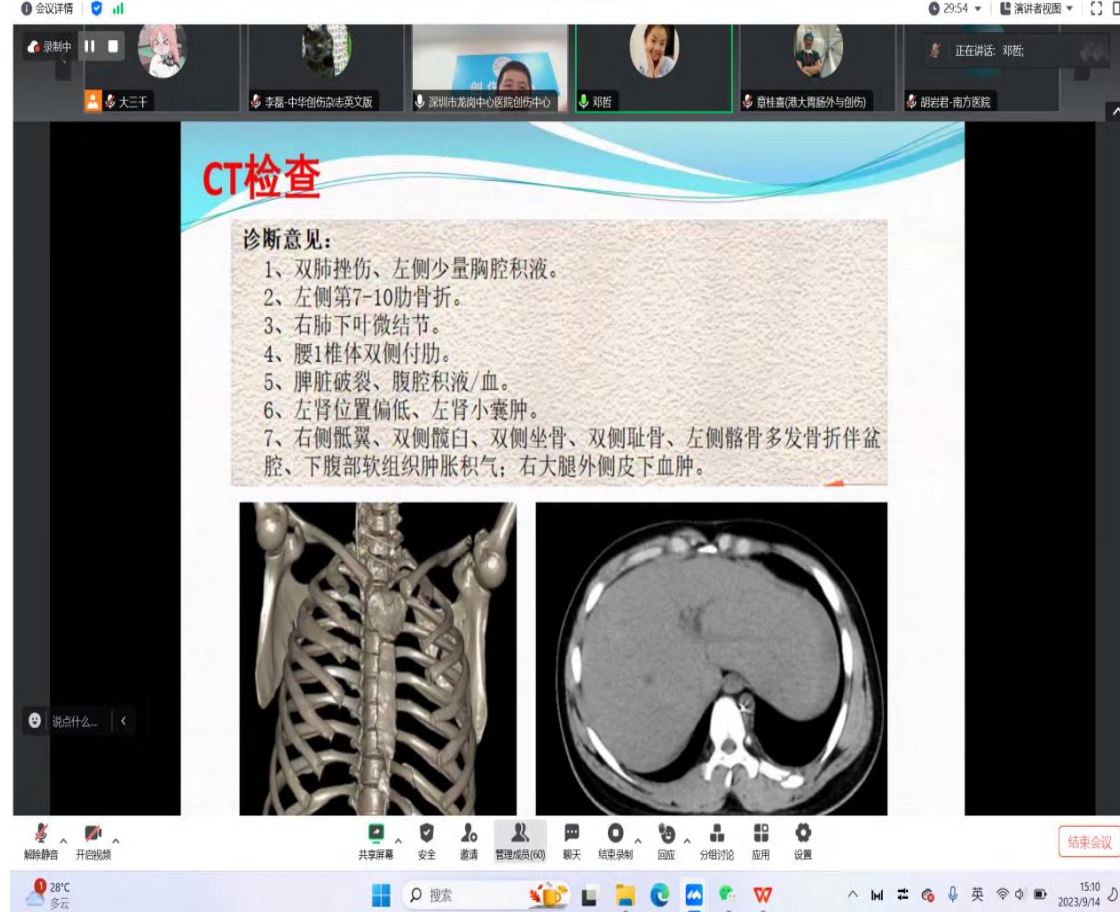 会议详情
29:54
演讲者视图
录制中
正在讲话: 邓哲;
大三干
李磊-中华创伤杂志英文版
深圳市龙岗中心医院创伤中心
邓哲
章桂喜(港大胃肠外与创伤)
胡岩君-南方医院
CT检查
诊断意见:
1、双肺挫伤、左侧少量胸腔积液。
2、左侧第7-10肋骨折。
3、右肺下叶微结节。
4、腰1椎体双侧付肋。
5、脾脏破裂、腹腔积液/血。
6、左肾位置偏低、左肾小囊肿。
7、右侧骶翼、双侧髋臼、双侧坐骨、双侧耻骨、左侧髂骨多发骨折伴盆
腔、下腹部软组织肿胀积气;右大腿外侧皮下血肿。
说点什么...
解除静音
开启视频
共享屏幕
安全
邀请
管理成员(60)
聊天
结束录制
回应
分组讨论
应用
设置
结束会议
1
28°C
多云
搜索
英
15:10
2023/9/14